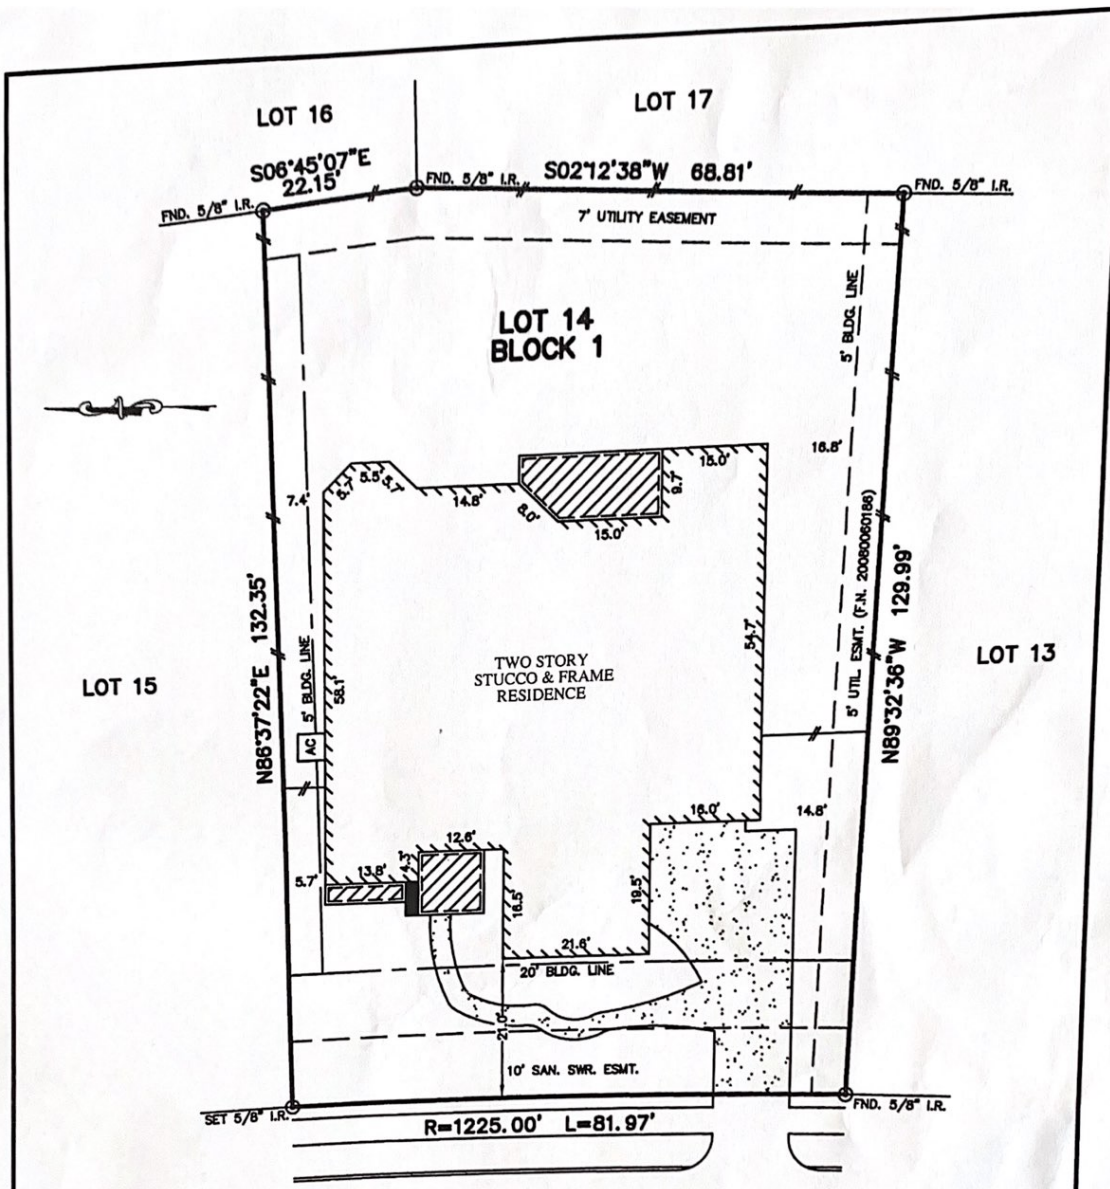 LOT 16
LOT 17
S06°45'07"E
22.15'
S02°12'38"W 68.81'
FND. 5/8" I.R.
FND. 5/8" I.R.
FND. 5/8" I.R.
7' UTILITY EASEMENT
LOT 14
BLOCK 1
5' BLDG. LINE
16.8'
15.0'
9.7'
5.7'
5.5'
5.7'
14.8'
8.0'
15.0'
7.4'
5' UTIL ESMT. (F.N. 20080060186)
N86°37'22"E 132.35'
N89°32'36"W 129.99'
54.7'
58.1'
LOT 15
LOT 13
TWO STORY
STUCCO & FRAME
RESIDENCE
5' BLDG. LINE
AC
16.0'
14.8'
12.6'
13.8'
5.7'
16.5'
19.5'
21.6'
20' BLDG. LINE
21.0'
10' SAN. SWR. ESMT.
SET 5/8" I.R.
FND. 5/8" I.R.
R=1225.00' L=81.97'